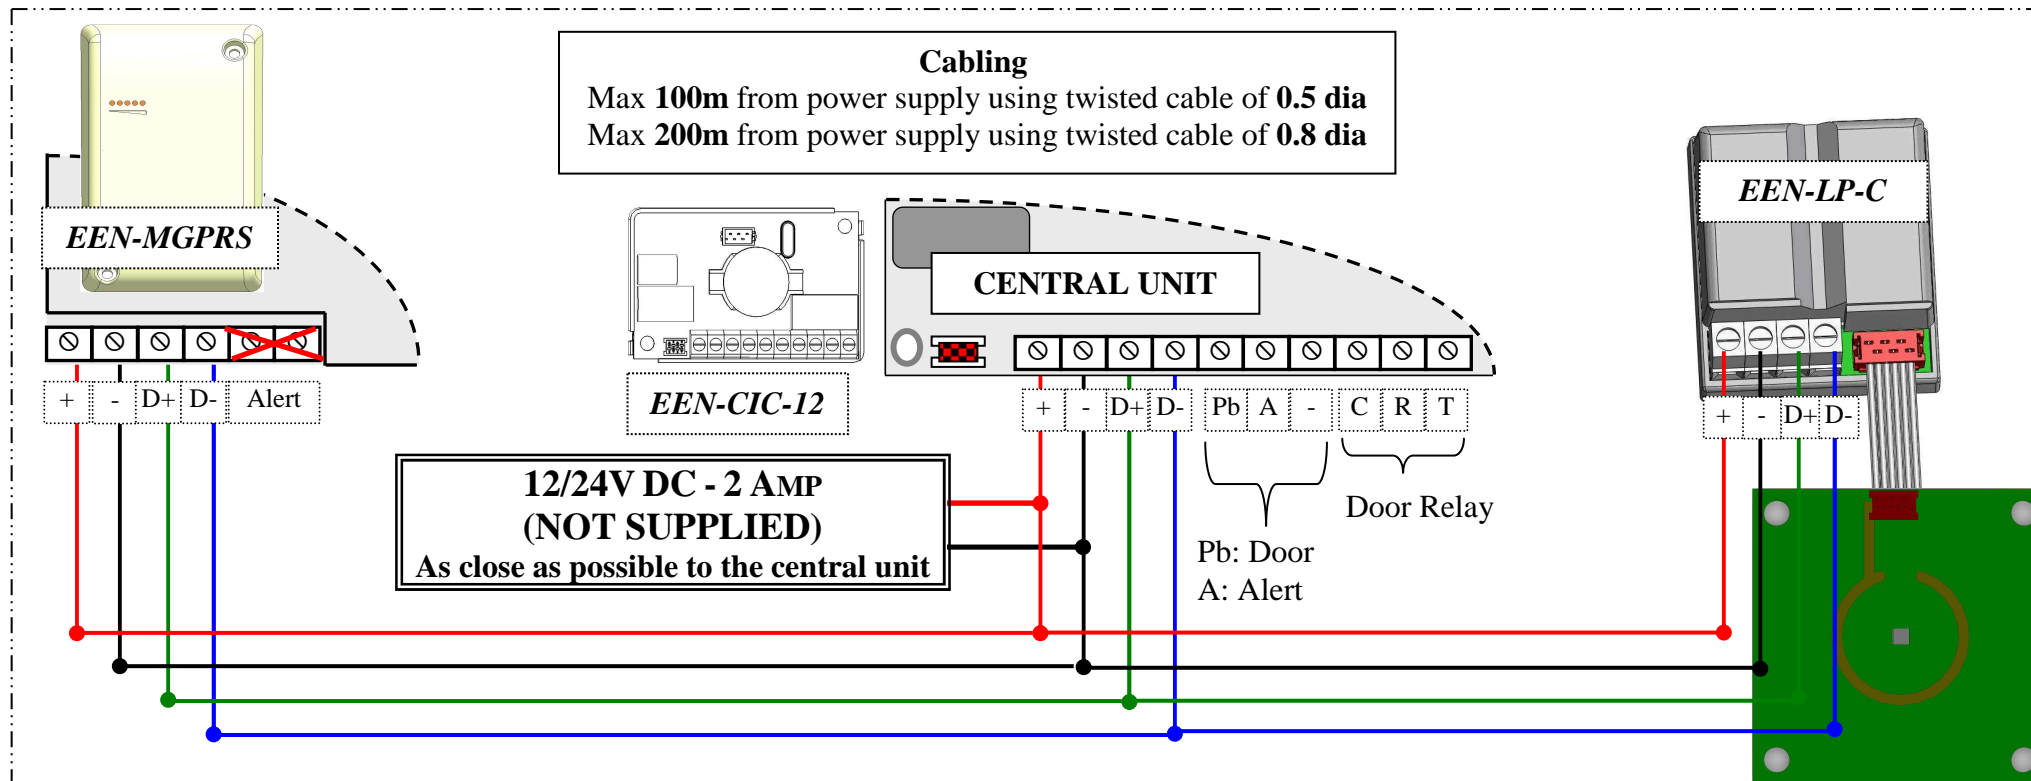 Cabling
Max 100m from power supply using twisted cable of 0.5 dia
Max 200m from power supply using twisted cable of 0.8 dia
EEN-MGPRS
EEN-LP-C
CENTRAL UNIT
EEN-CIC-12
+ - D+ D- Alert
+ - D+ D- Pb A - C R T
+ - D+ D-
12/24V DC - 2 AMP
(NOT SUPPLIED)
As close as possible to the central unit
Door Relay
Pb: Door
A: Alert